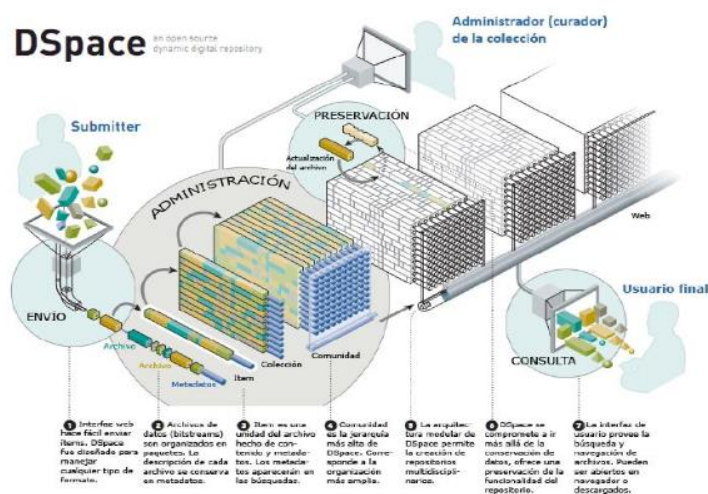 DSpace
an open source
dynamic digital repository
Administrador (curador)
de la colección
Submitter
PRESERVACIÓN
Actualización
del archivo
ADMINISTRACIÓN
Web
Usuario final
ENVÍO
CONSULTA
Archivo
Archivo
Metadatos
Item
Colección
Comunidad
1 Interfaz web
hace fácil enviar
items. DSpace
fue diseñado para
manejar
cualquier tipo de
formato.
2 Archivos de
datos (bitstreams)
son organizados en
paquetes. La
descripción de cada
archivo se conserva
en metadatos.
3 Item es una
unidad del archivo
hecho de con-
tenido y metada-
tos. Los metada-
tos aparecerán en
las búsquedas.
4 Comunidad
es la jerarquía
más alta de
DSpace. Corre-
sponde a la
organización
más amplia.
5 La arquitec-
tura modular de
DSpace permite
la creación de
repositorios
multidiscipli-
narios.
6 DSpace se
compromete a ir
más allá de la
conservación de
datos, ofrece una
preservación de la
funcionalidad del
repositorio.
7 La interfaz de
usuario provee la
búsqueda y
navegación de
archivos. Pueden
ser abiertos en
navegador o
descargados.